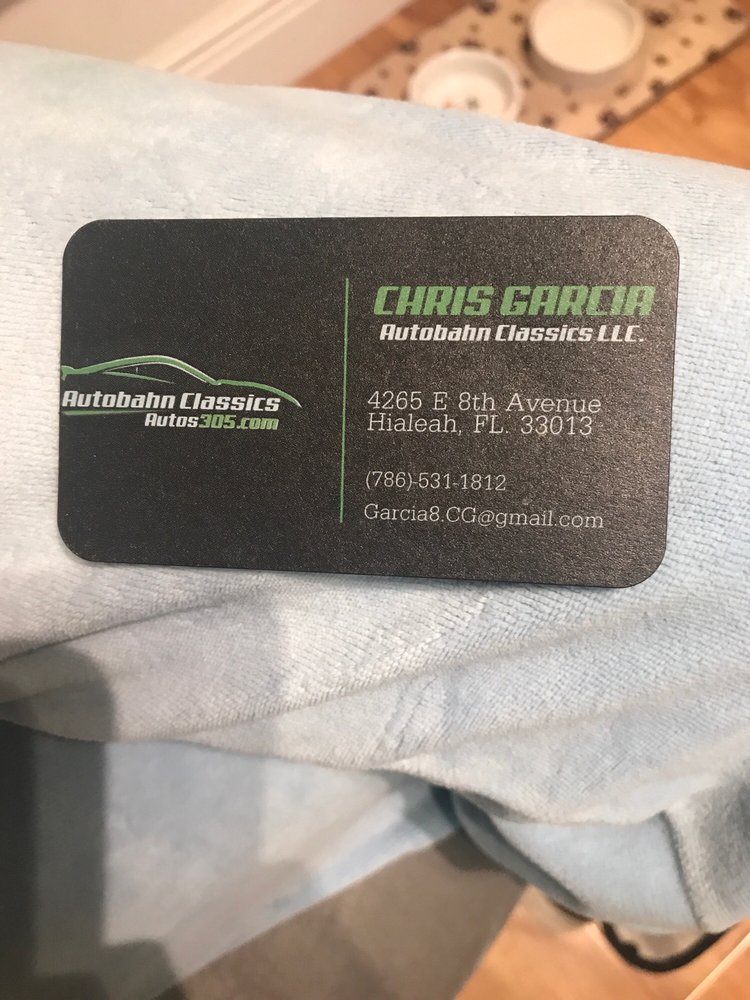 Autobahn Classics
Autos305.com
CHRIS GARCIA
Autobahn Classics LLC.
4265 E 8th Avenue
Hialeah, FL. 33013
(786)-531-1812
Garcia8.CG@gmail.com